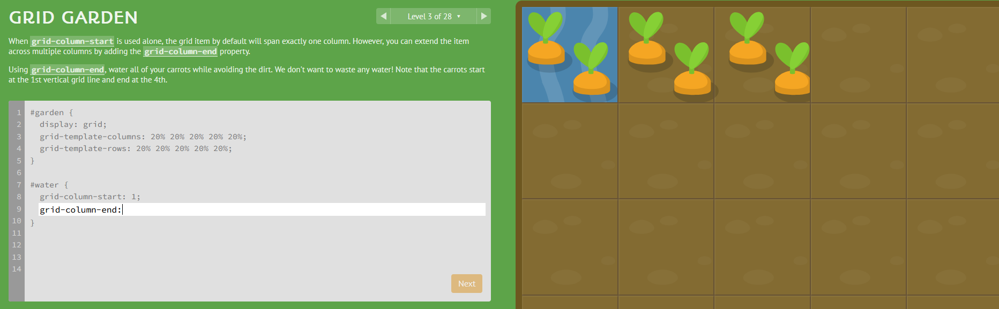 GRID GARDEN
◀ Level 3 of 28 ▼ ▶
When grid-column-start is used alone, the grid item by default will span exactly one column. However, you can extend the item
across multiple columns by adding the grid-column-end property.
Using grid-column-end, water all of your carrots while avoiding the dirt. We don't want to waste any water! Note that the carrots start
at the 1st vertical grid line and end at the 4th.
1 #garden {
2 display: grid;
3 grid-template-columns: 20% 20% 20% 20% 20%;
4 grid-template-rows: 20% 20% 20% 20% 20%;
5 }
6
7 #water {
8 grid-column-start: 1;
9 grid-column-end:
10 }
11
12
13
14
Next